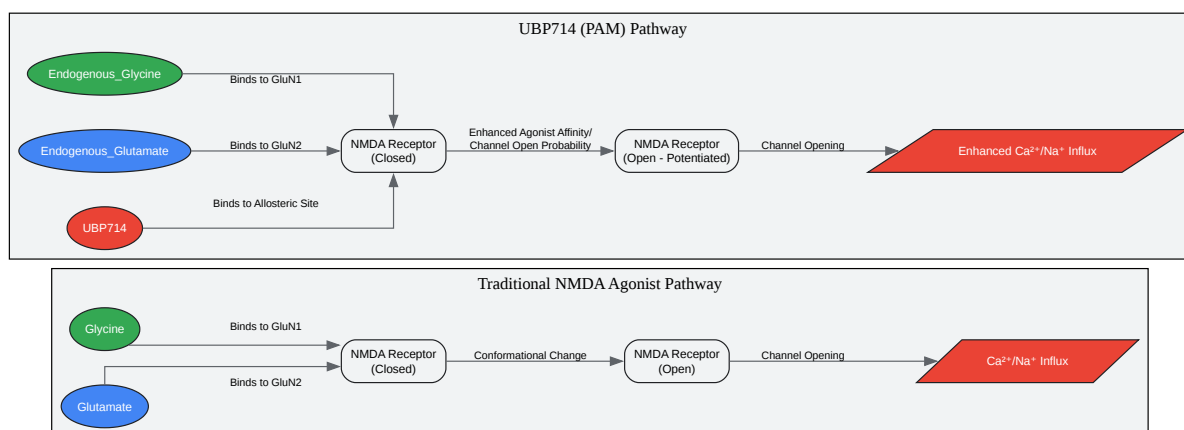 UBP714 (PAM) Pathway
Endogenous_Glycine
Binds to GluN1
Endogenous_Glutamate
Binds to GluN2
NMDA Receptor
(Closed)
Enhanced Agonist Affinity/
Channel Open Probability
NMDA Receptor
(Open - Potentiated)
Channel Opening
Enhanced Ca²⁺/Na⁺ Influx
Binds to Allosteric Site
UBP714
Traditional NMDA Agonist Pathway
Glycine
Binds to GluN1
NMDA Receptor
(Closed)
Conformational Change
NMDA Receptor
(Open)
Channel Opening
Ca²⁺/Na⁺ Influx
Binds to GluN2
Glutamate